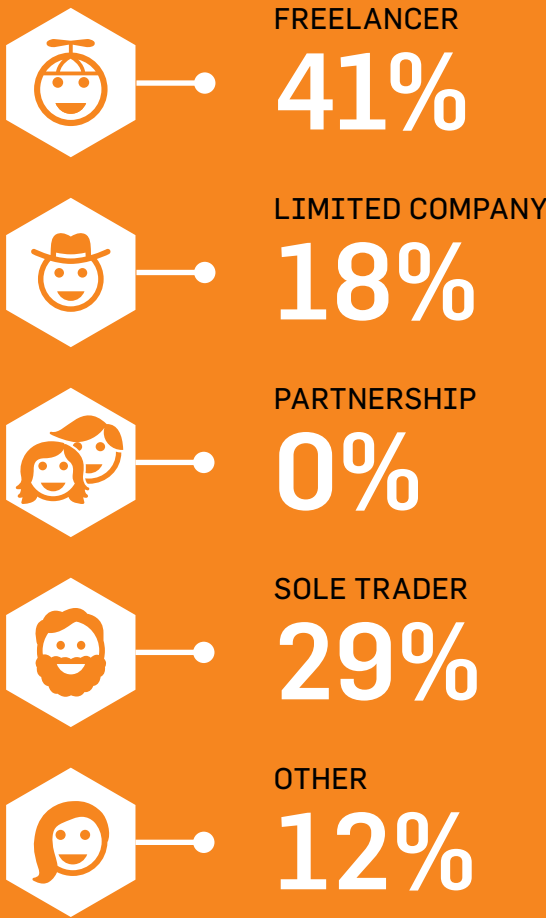 FREELANCER
41%
LIMITED COMPANY
18%
PARTNERSHIP
0%
SOLE TRADER
29%
OTHER
12%